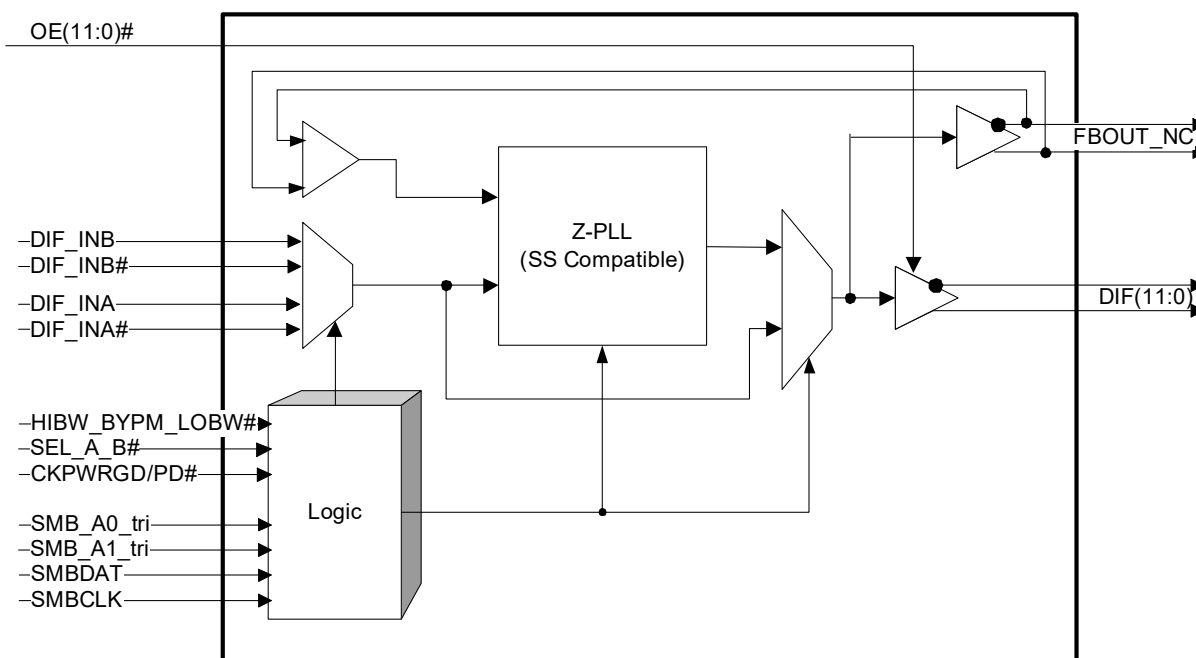 OE(11:0)#
FBOUT_NC
Z-PLL
(SS Compatible)
DIF_INB
DIF_INB#
DIF_INA
DIF_INA#
DIF(11:0)
HIBW_BYPM_LOBW#
SEL_A_B#
CKPWRGD/PD#
Logic
SMB_A0_tri
SMB_A1_tri
SMBDAT
SMBCLK